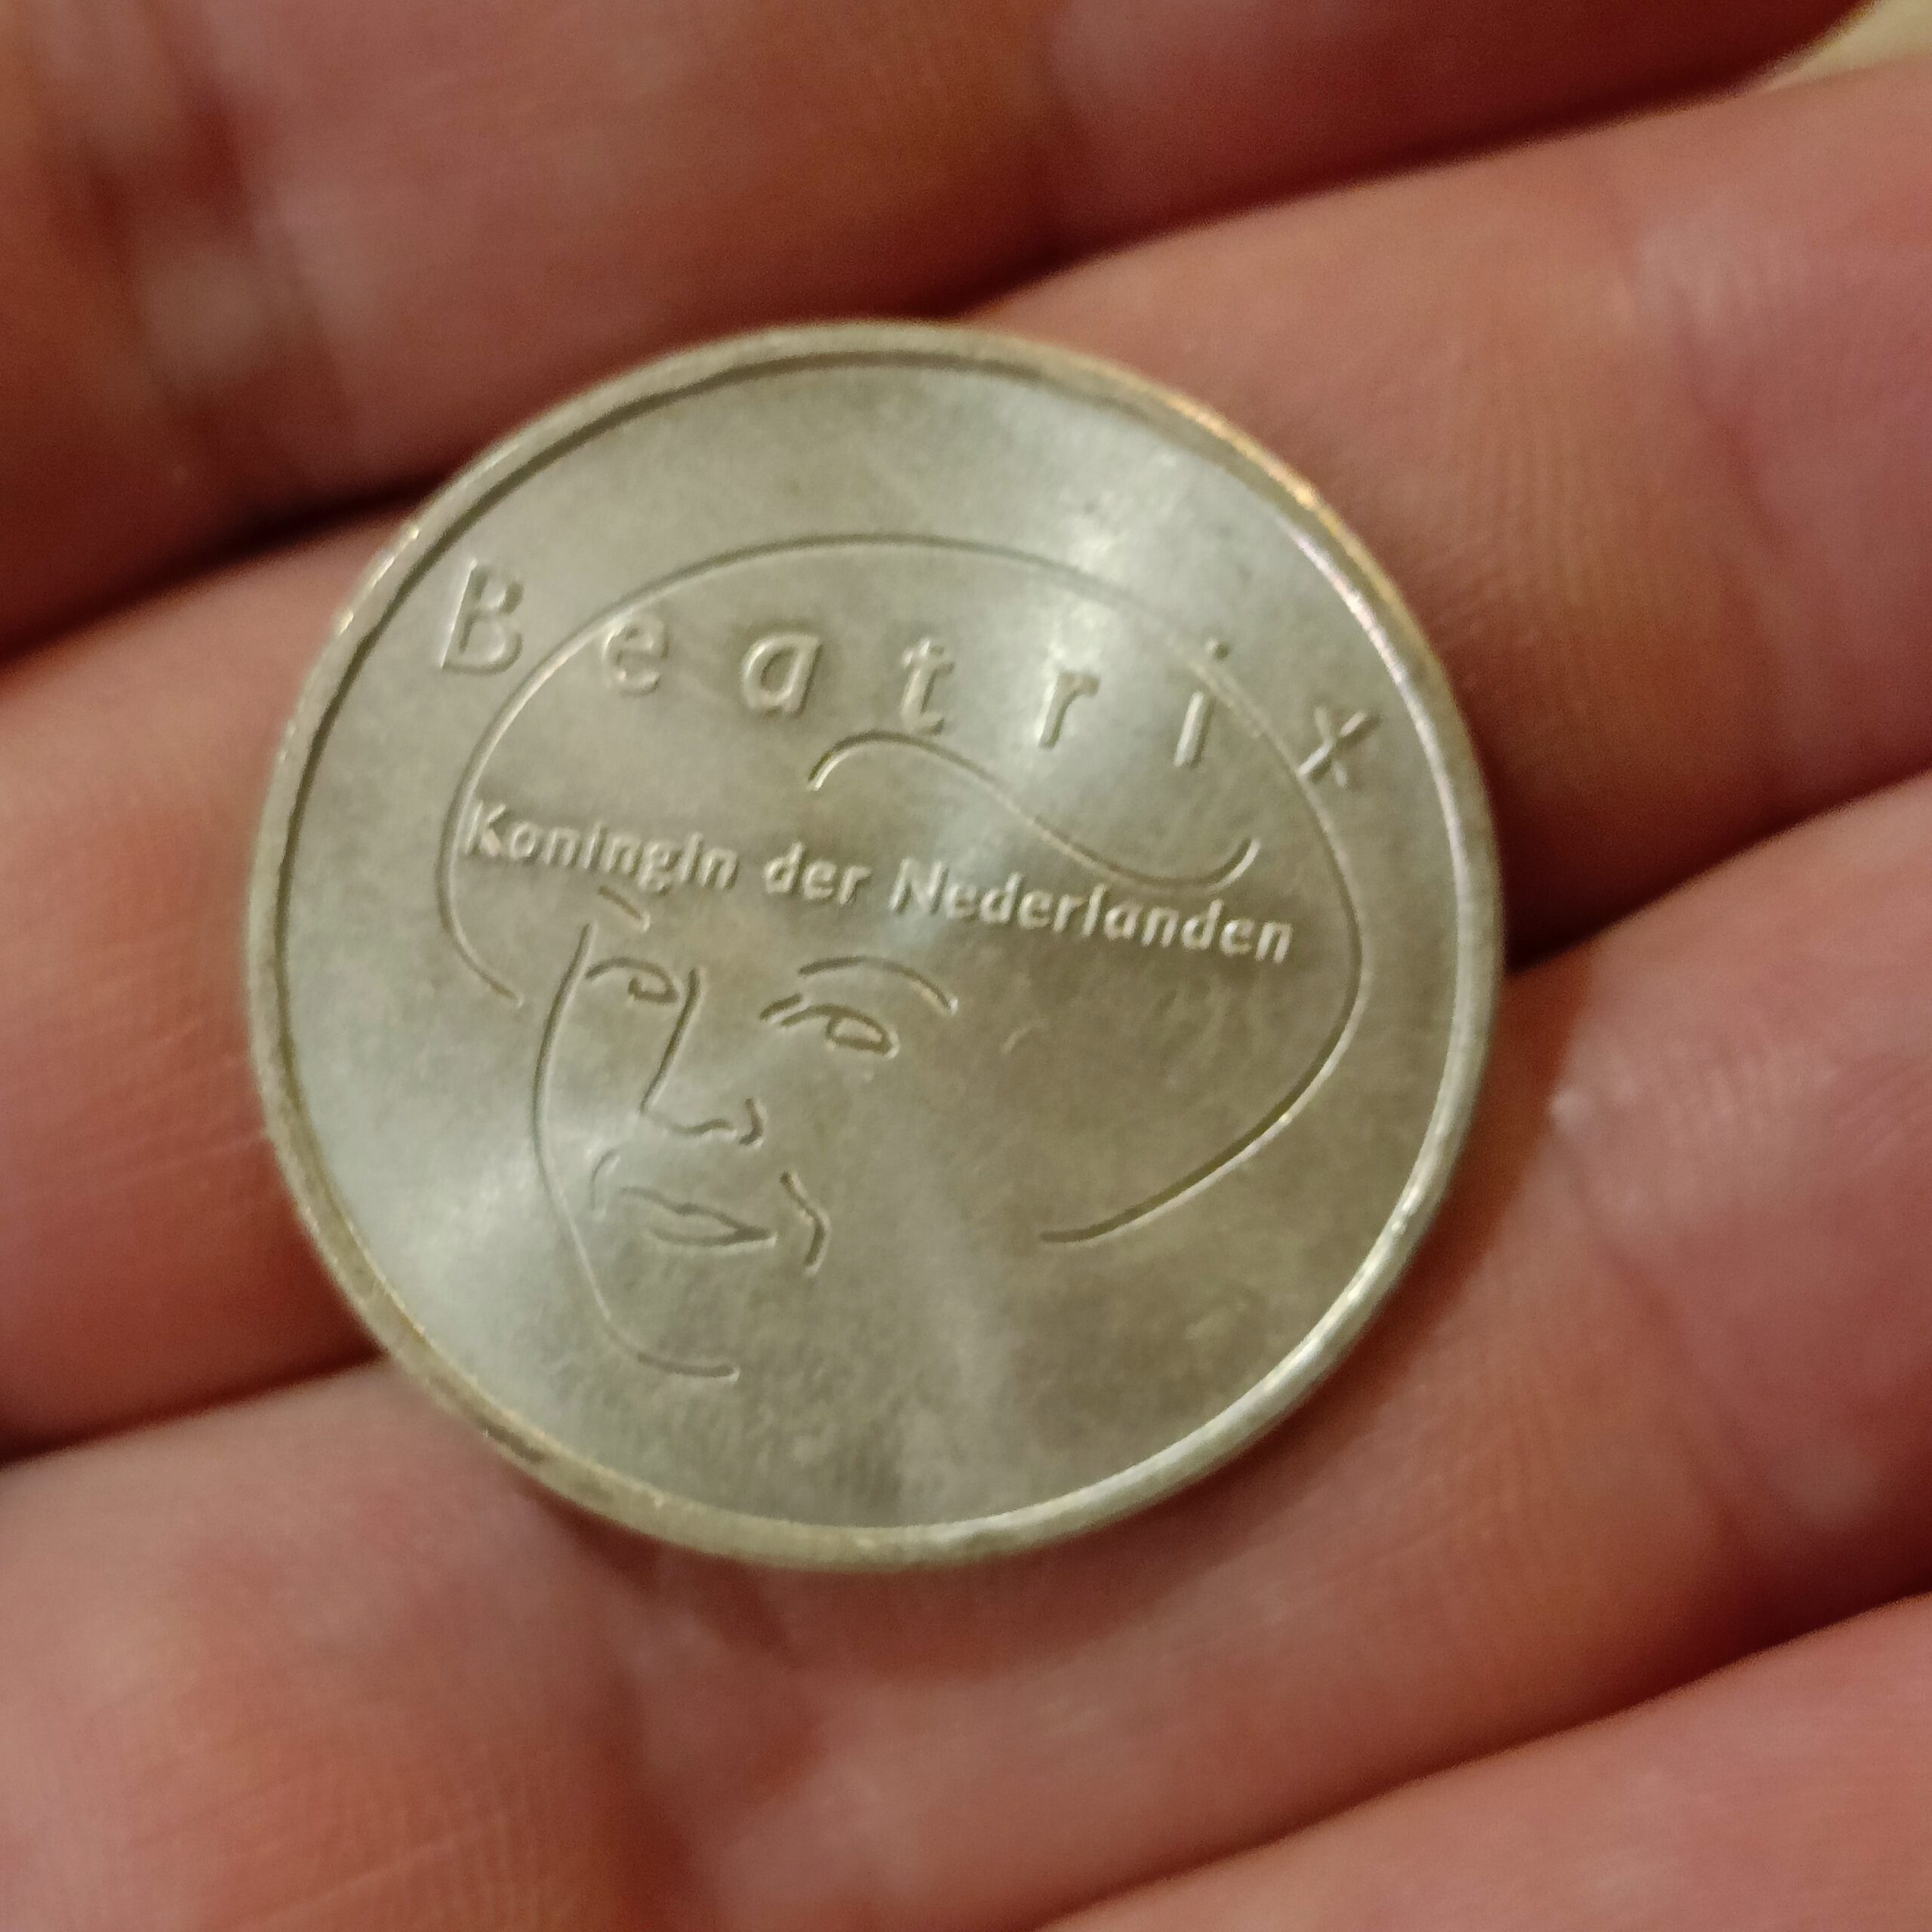 Beatrix
Koningin der Nederlanden